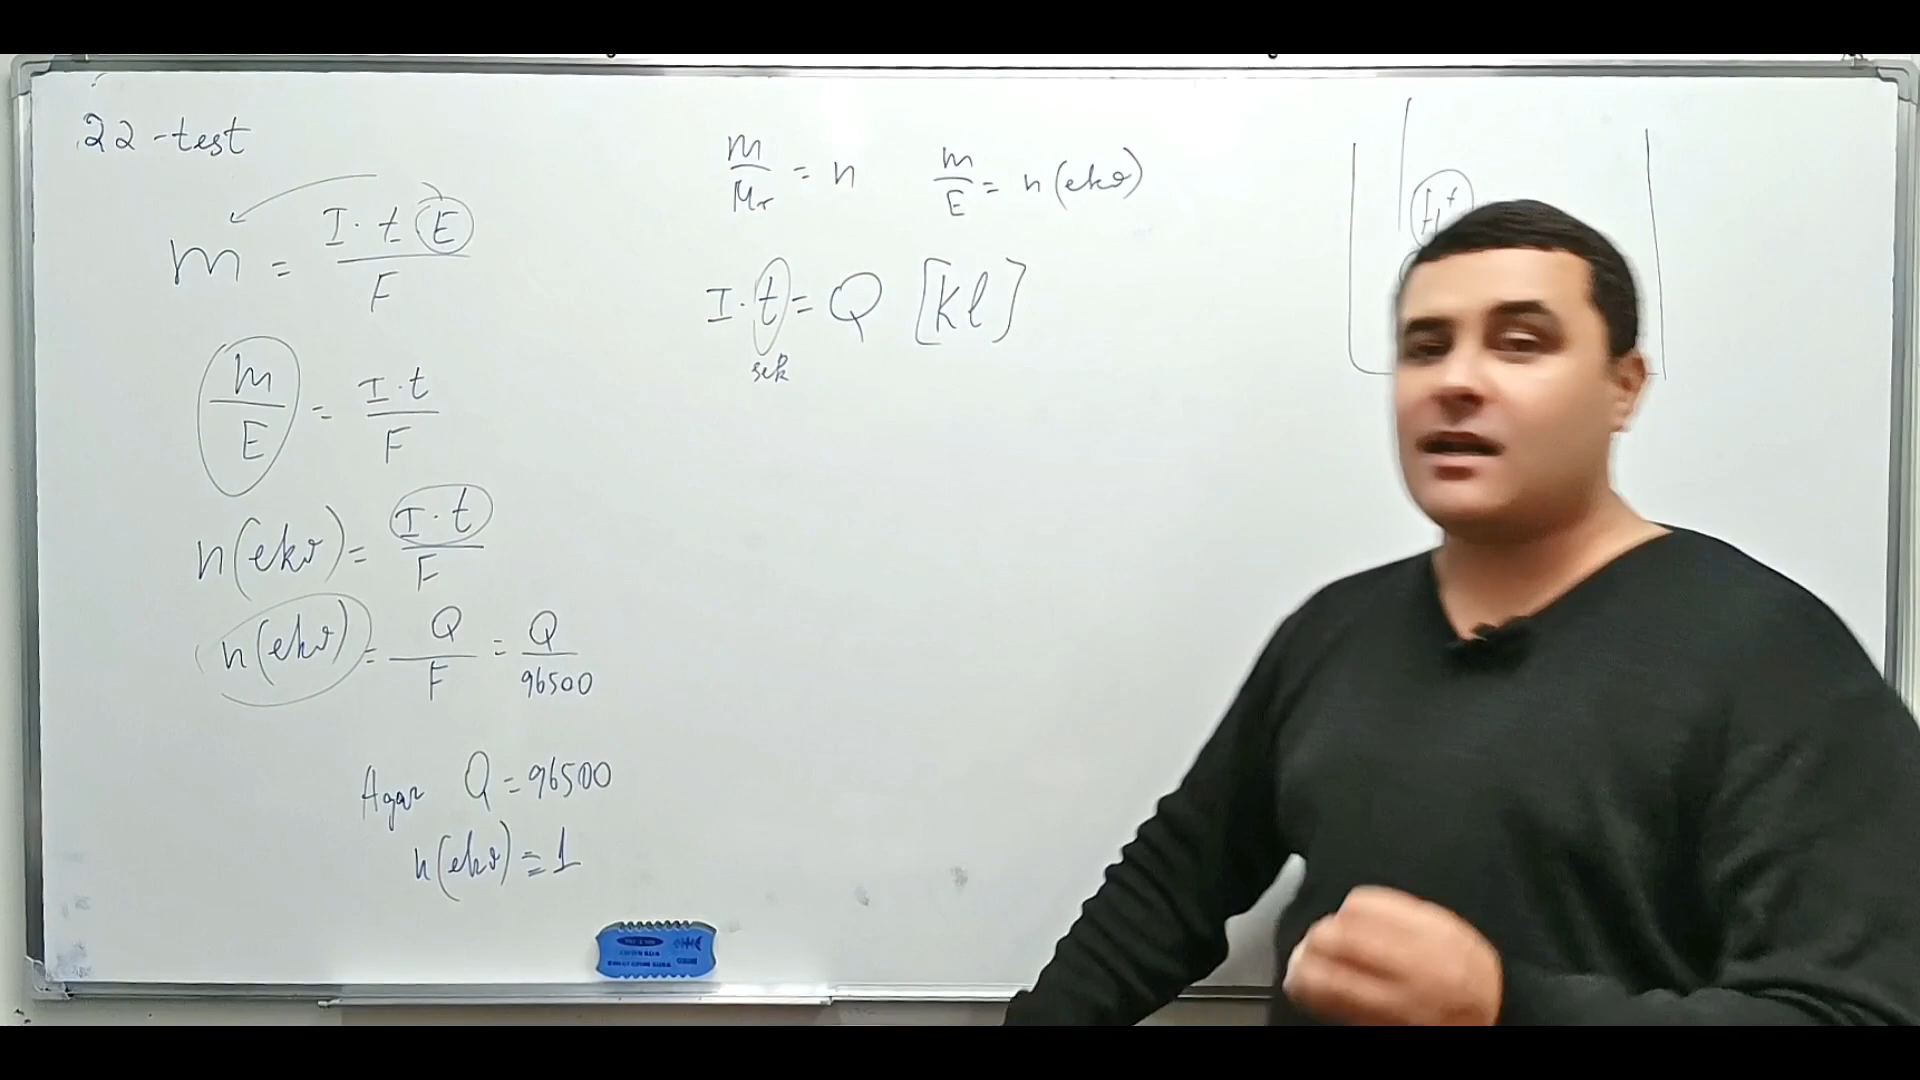 22-test
m = I·t E / F
m / E = I·t / F
n(ekv) = I·t / F
n(ekv) = Q / F = Q / 96500
Agar Q = 96500
n(ekv) = 1
m / Mr = n
m / E = n(ekv)
I·t = Q [Kl]
sek